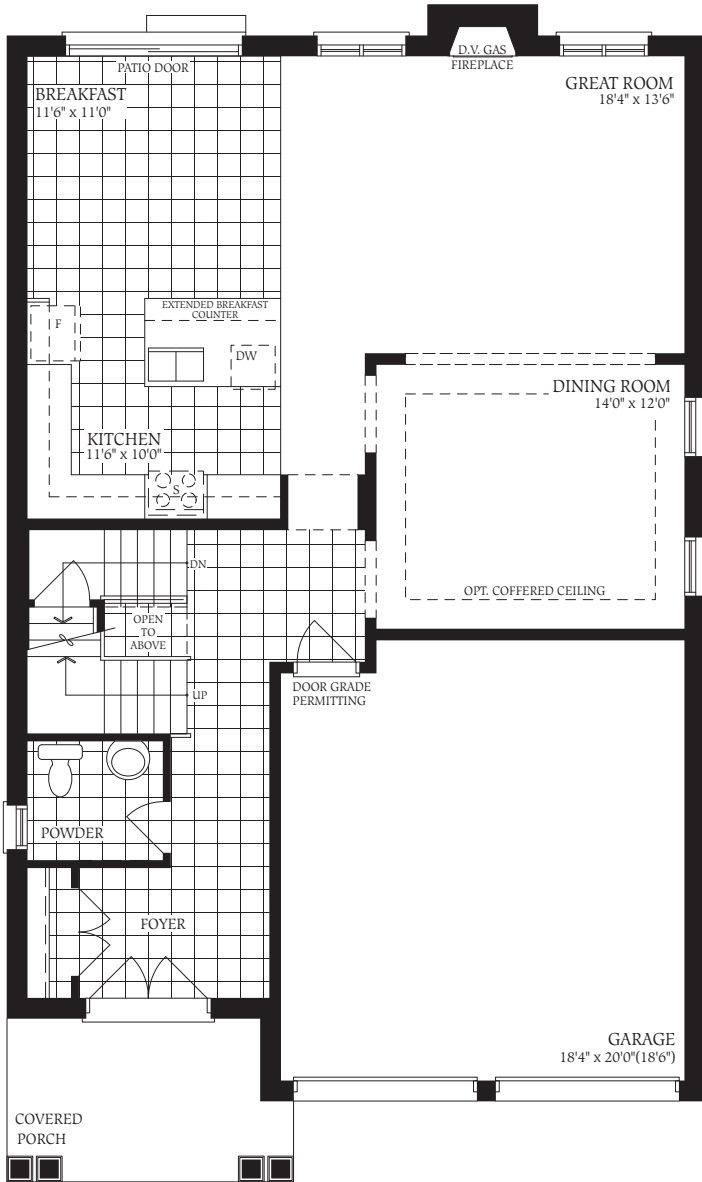 D.V. GAS
FIREPLACE
PATIO DOOR
BREAKFAST
11'6" x 11'0"
GREAT ROOM
18'4" x 13'6"
EXTENDED BREAKFAST
COUNTER
F
DW
DINING ROOM
14'0" x 12'0"
KITCHEN
11'6" x 10'0"
S
DN
OPT. COFFERED CEILING
OPEN
TO
ABOVE
UP
DOOR GRADE
PERMITTING
POWDER
FOYER
GARAGE
18'4" x 20'0"(18'6")
COVERED
PORCH